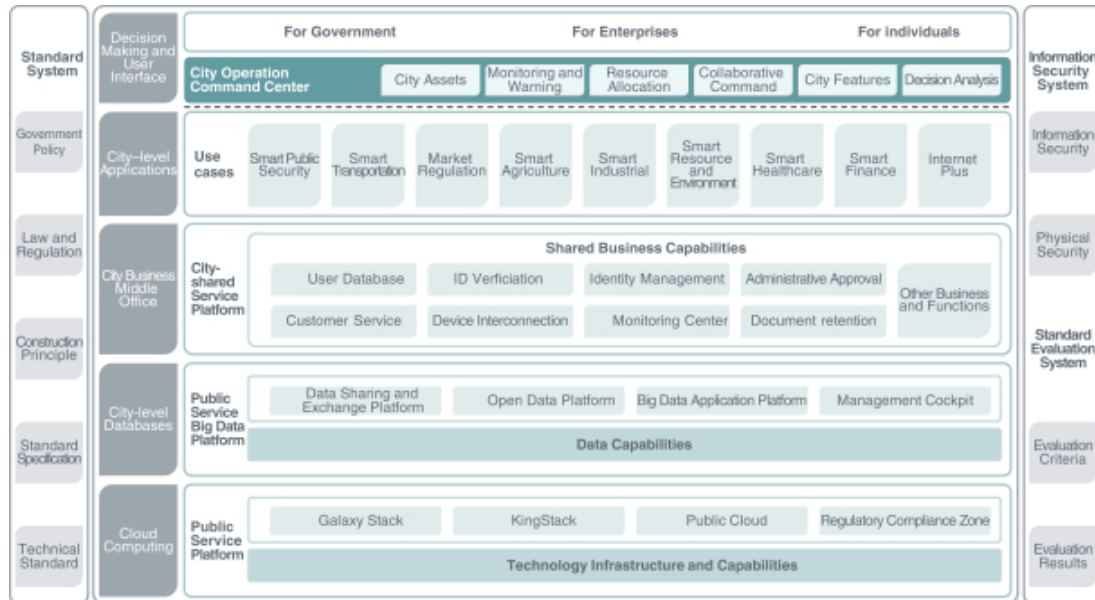 Standard
System
Government
Policy
Law and
Regulation
Construction
Principle
Standard
Specification
Technical
Standard
Decision
Making and
User
Interface
For Government
For Enterprises
For individuals
City Operation
Command Center
City Assets
Monitoring and
Warning
Resource
Allocation
Collaborative
Command
City Features
Decision Analysis
City–level
Applications
Use
cases
Smart Public
Security
Smart
Transportation
Market
Regulation
Smart
Agriculture
Smart
Industrial
Smart
Resource
and
Environment
Smart
Healthcare
Smart
Finance
Internet
Plus
City Business
Middle
Office
City-
shared
Service
Platform
Shared Business Capabilities
User Database
ID Verficiation
Identity Management
Administrative Approval
Other Business
and Functions
Customer Service
Device Interconnection
Monitoring Center
Document retention
City-level
Databases
Public
Service
Big Data
Platform
Data Sharing and
Exchange Platform
Open Data Platform
Big Data Application Platform
Management Cockpit
Data Capabilities
Cloud
Computing
Public
Service
Platform
Galaxy Stack
KingStack
Public Cloud
Regulatory Compliance Zone
Technology Infrastructure and Capabilities
Information
Security
System
Information
Security
Physical
Security
Standard
Evaluation
System
Evaluation
Criteria
Evaluation
Results